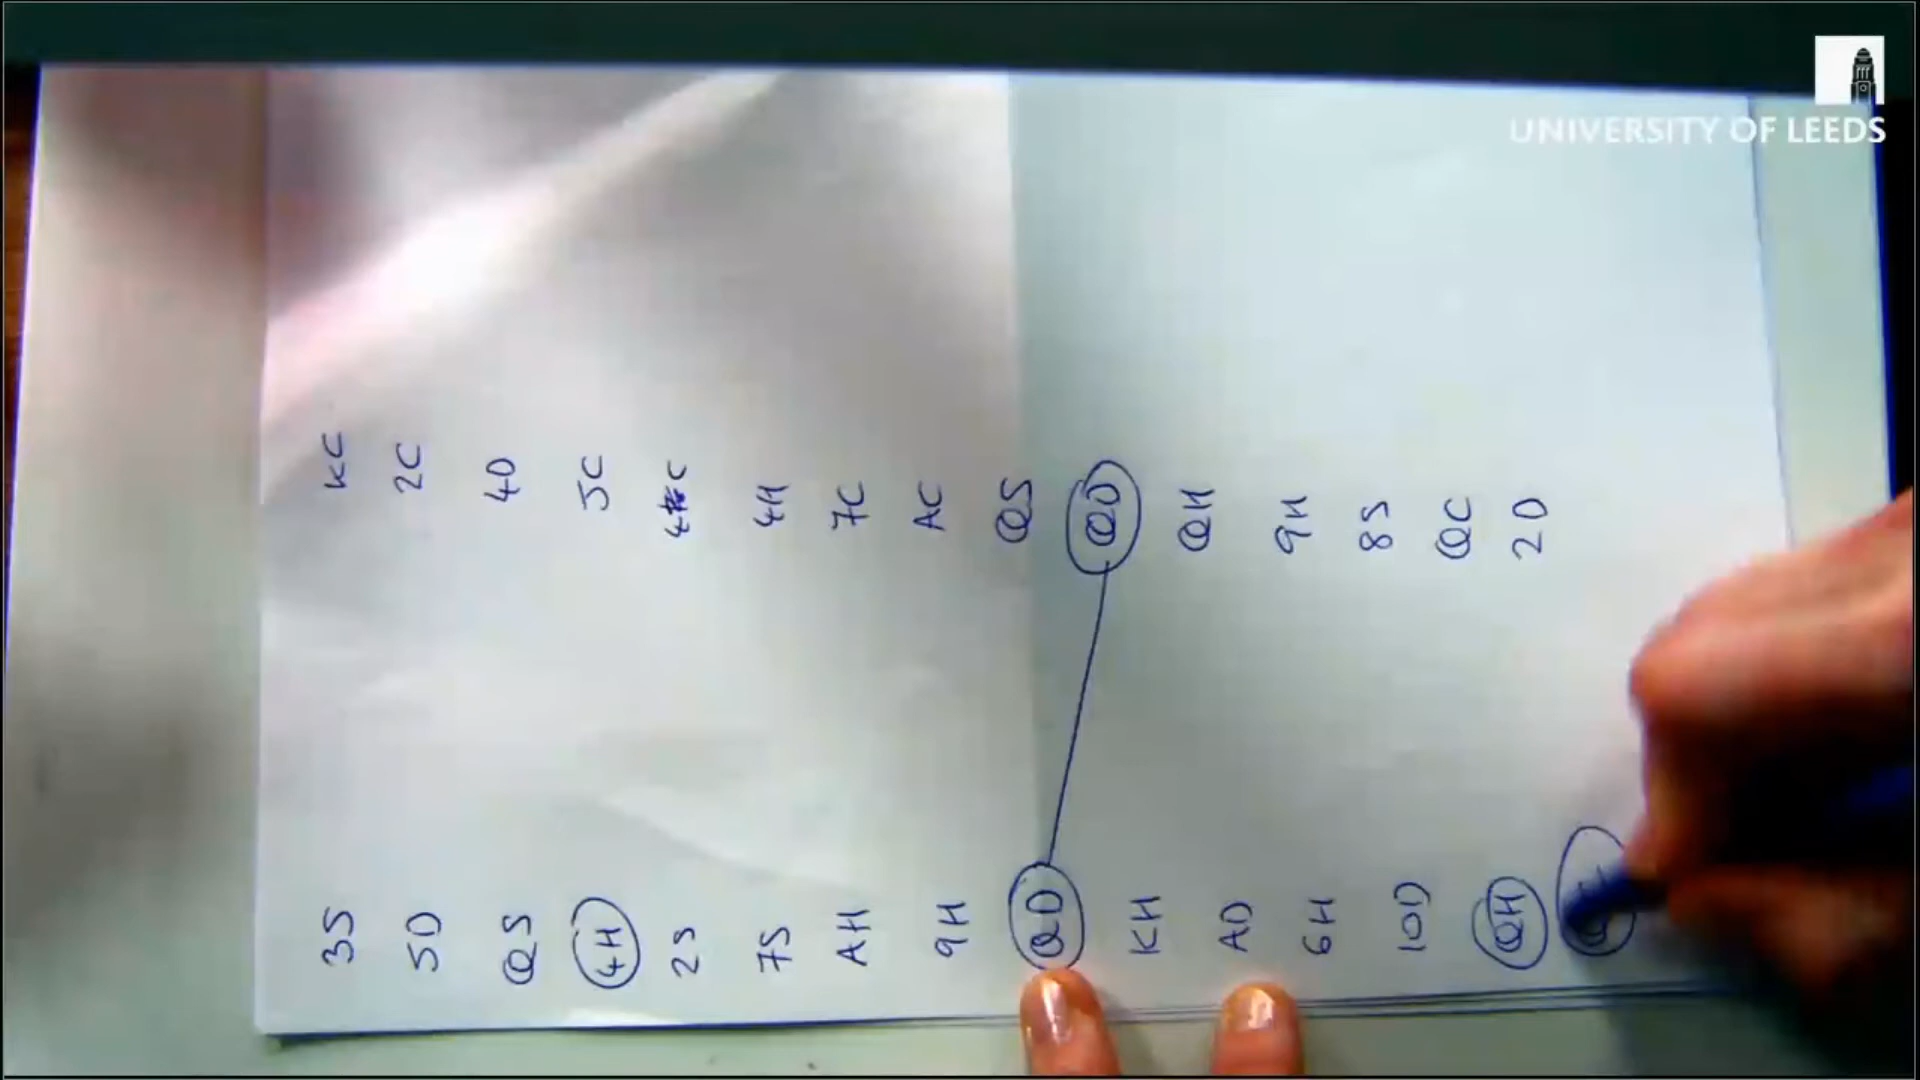 UNIVERSITY OF LEEDS
3S
5D
QS
4H
2S
7S
AH
9H
QD
KH
AD
6H
10D
QH
KC
2C
4D
JC
4C
4H
7C
AC
QS
QD
QH
9H
8S
QC
2D